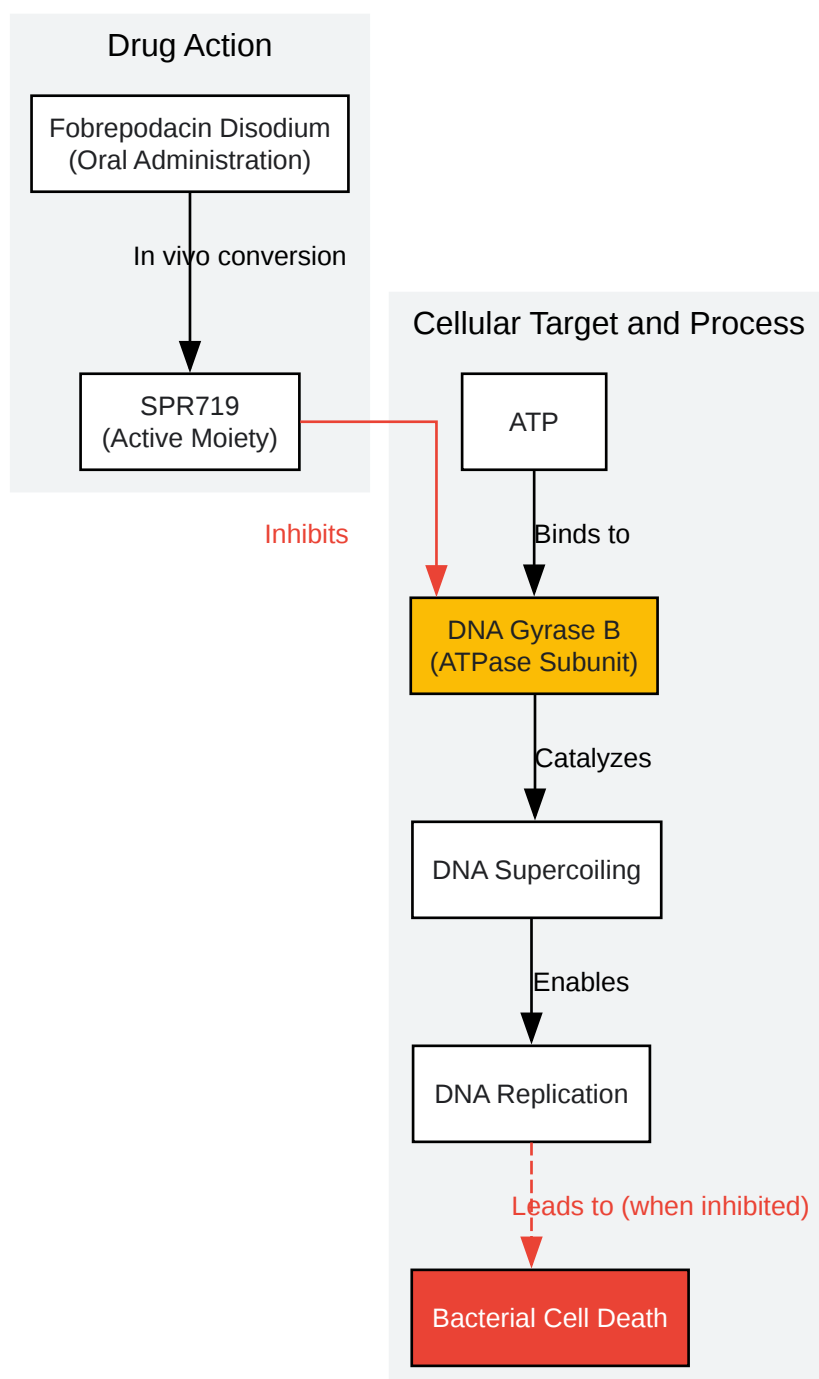 Drug Action
Fobrepodacin Disodium
(Oral Administration)
In vivo conversion
SPR719
(Active Moiety)
Inhibits
Cellular Target and Process
ATP
Binds to
DNA Gyrase B
(ATPase Subunit)
Catalyzes
DNA Supercoiling
Enables
DNA Replication
Leads to (when inhibited)
Bacterial Cell Death